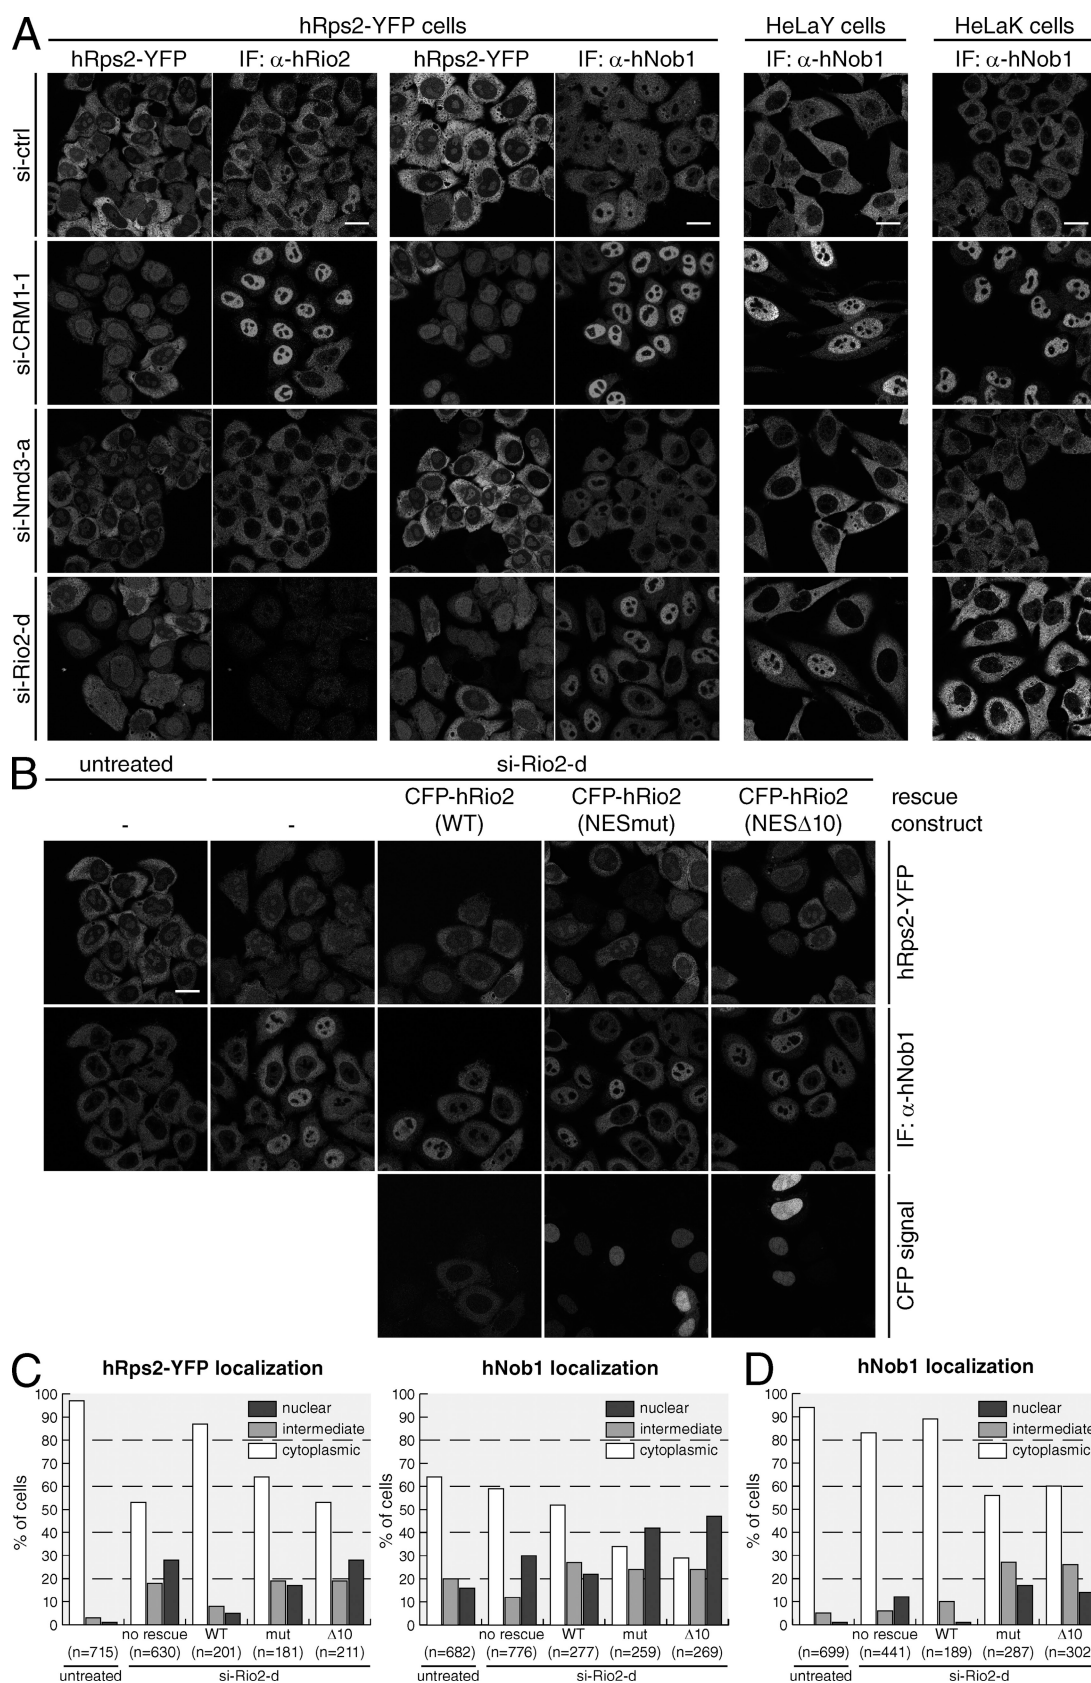 A
hRps2-YFP cells
HeLaY cells
HeLaK cells
hRps2-YFP
IF: α-hRio2
hRps2-YFP
IF: α-hNob1
IF: α-hNob1
IF: α-hNob1
si-ctrl
si-CRM1-1
si-Nmd3-a
si-Rio2-d
B
untreated
si-Rio2-d
CFP-hRio2
(WT)
CFP-hRio2
(NESmut)
CFP-hRio2
(NESΔ10)
rescue
construct
-
-
hRps2-YFP
IF: α-hNob1
CFP signal
C
hRps2-YFP localization
% of cells
100
90
80
70
60
50
40
30
20
10
0
nuclear
intermediate
cytoplasmic
no rescue
WT
mut
Δ10
(n=715)
(n=630)
(n=201)
(n=181)
(n=211)
untreated
si-Rio2-d
hNob1 localization
% of cells
100
90
80
70
60
50
40
30
20
10
0
nuclear
intermediate
cytoplasmic
no rescue
WT
mut
Δ10
(n=682)
(n=776)
(n=277)
(n=259)
(n=269)
untreated
si-Rio2-d
D
hNob1 localization
% of cells
100
90
80
70
60
50
40
30
20
10
0
nuclear
intermediate
cytoplasmic
no rescue
WT
mut
Δ10
(n=699)
(n=441)
(n=189)
(n=287)
(n=302)
untreated
si-Rio2-d